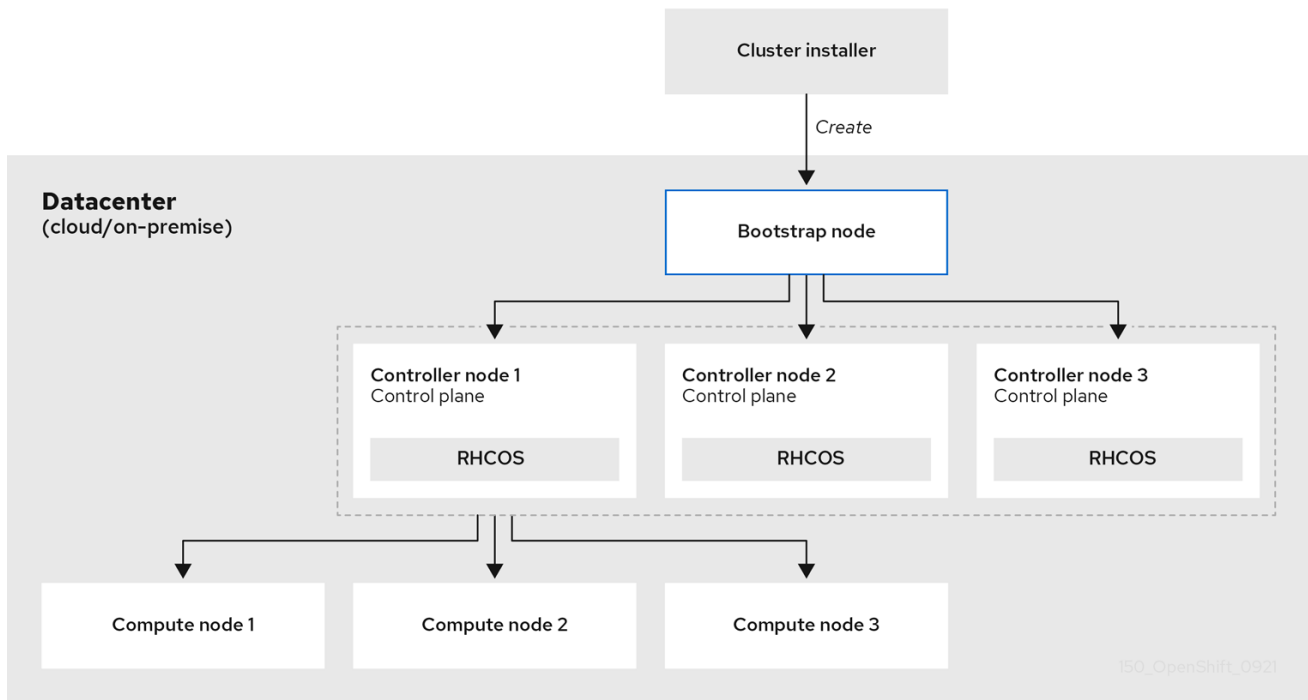 Cluster installer
Create
Datacenter
(cloud/on-premise)
Bootstrap node
Controller node 1
Control plane
RHCOS
Controller node 2
Control plane
RHCOS
Controller node 3
Control plane
RHCOS
Compute node 1
Compute node 2
Compute node 3
150_OpenShift_0921